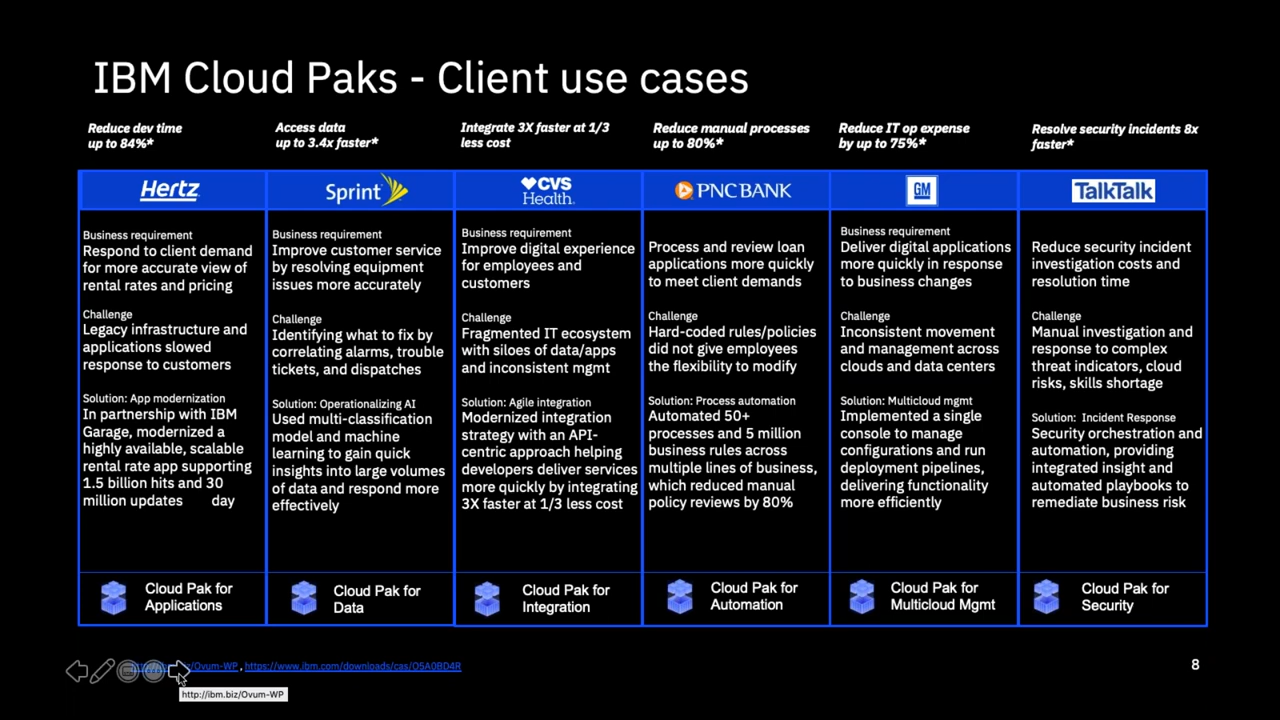 IBM Cloud Paks - Client use cases
Reduce dev time
up to 84%*
Access data
up to 3.4x faster*
Integrate 3X faster at 1/3
less cost
Reduce manual processes
up to 80%*
Reduce IT op expense
by up to 75%*
Resolve security incidents 8x
faster*
Hertz
Sprint
CVS
Health.
PNC BANK
GM
TalkTalk
Business requirement
Respond to client demand
for more accurate view of
rental rates and pricing
Challenge
Legacy infrastructure and
applications slowed
response to customers
Solution: App modernization
In partnership with IBM
Garage, modernized a
highly available, scalable
rental rate app supporting
1.5 billion hits and 30
million updates day
Cloud Pak for
Applications
Business requirement
Improve customer service
by resolving equipment
issues more accurately
Challenge
Identifying what to fix by
correlating alarms, trouble
tickets, and dispatches
Solution: Operationalizing AI
Used multi-classification
model and machine
learning to gain quick
insights into large volumes
of data and respond more
effectively
Cloud Pak for
Data
Business requirement
Improve digital experience
for employees and
customers
Challenge
Fragmented IT ecosystem
with siloes of data/apps
and inconsistent mgmt
Solution: Agile integration
Modernized integration
strategy with an API-
centric approach helping
developers deliver services
more quickly by integrating
3X faster at 1/3 less cost
Cloud Pak for
Integration
Process and review loan
applications more quickly
to meet client demands
Challenge
Hard-coded rules/policies
did not give employees
the flexibility to modify
Solution: Process automation
Automated 50+
processes and 5 million
business rules across
multiple lines of business,
which reduced manual
policy reviews by 80%
Cloud Pak for
Automation
Business requirement
Deliver digital applications
more quickly in response
to business changes
Challenge
Inconsistent movement
and management across
clouds and data centers
Solution: Multicloud mgmt
Implemented a single
console to manage
configurations and run
deployment pipelines,
delivering functionality
more efficiently
Cloud Pak for
Multicloud Mgmt
Reduce security incident
investigation costs and
resolution time
Challenge
Manual investigation and
response to complex
threat indicators, cloud
risks, skills shortage
Solution: Incident Response
Security orchestration and
automation, providing
integrated insight and
automated playbooks to
remediate business risk
Cloud Pak for
Security
/Ovum-WP , https://www.ibm.com/downloads/cas/O5A0BD4R
8
http://ibm.biz/Ovum-WP